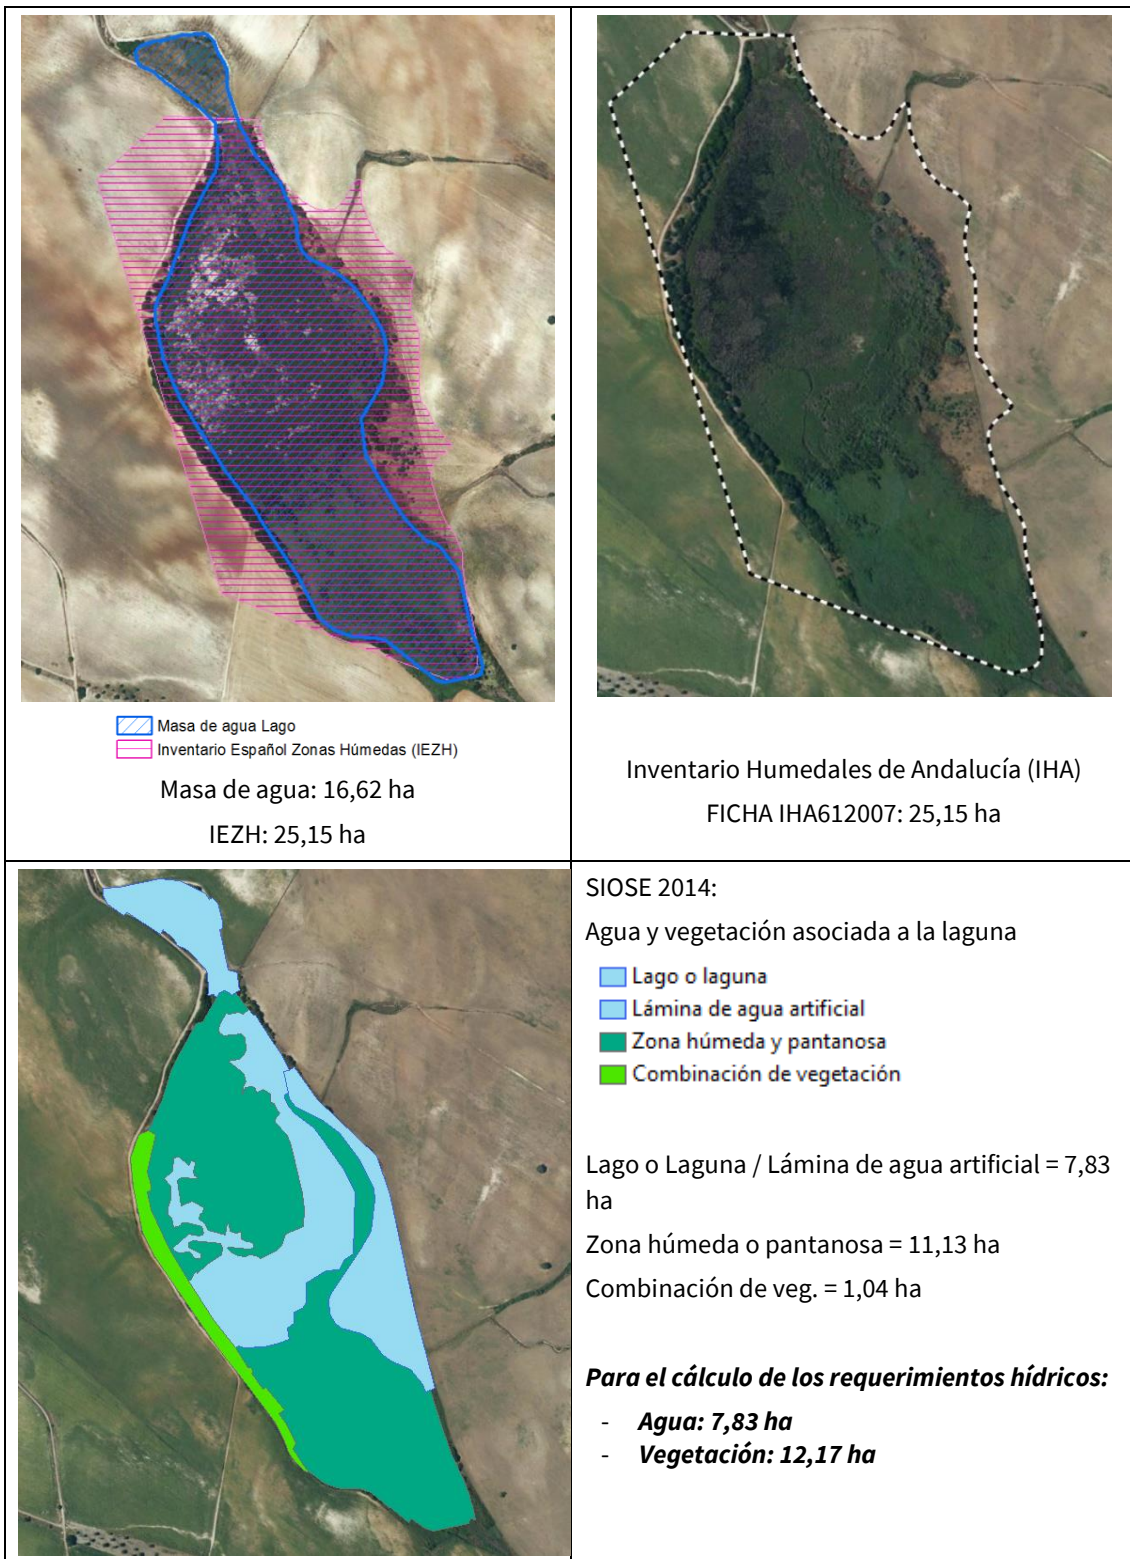 Masa de agua Lago
Inventario Español Zonas Húmedas (IEZH)
Masa de agua: 16,62 ha
IEZH: 25,15 ha
Inventario Humedales de Andalucía (IHA)
FICHA IHA612007: 25,15 ha
SIOSE 2014:
Agua y vegetación asociada a la laguna
Lago o laguna
Lámina de agua artificial
Zona húmeda y pantanosa
Combinación de vegetación
Lago o Laguna / Lámina de agua artificial = 7,83
ha
Zona húmeda o pantanosa = 11,13 ha
Combinación de veg. = 1,04 ha
Para el cálculo de los requerimientos hídricos:
- Agua: 7,83 ha
- Vegetación: 12,17 ha